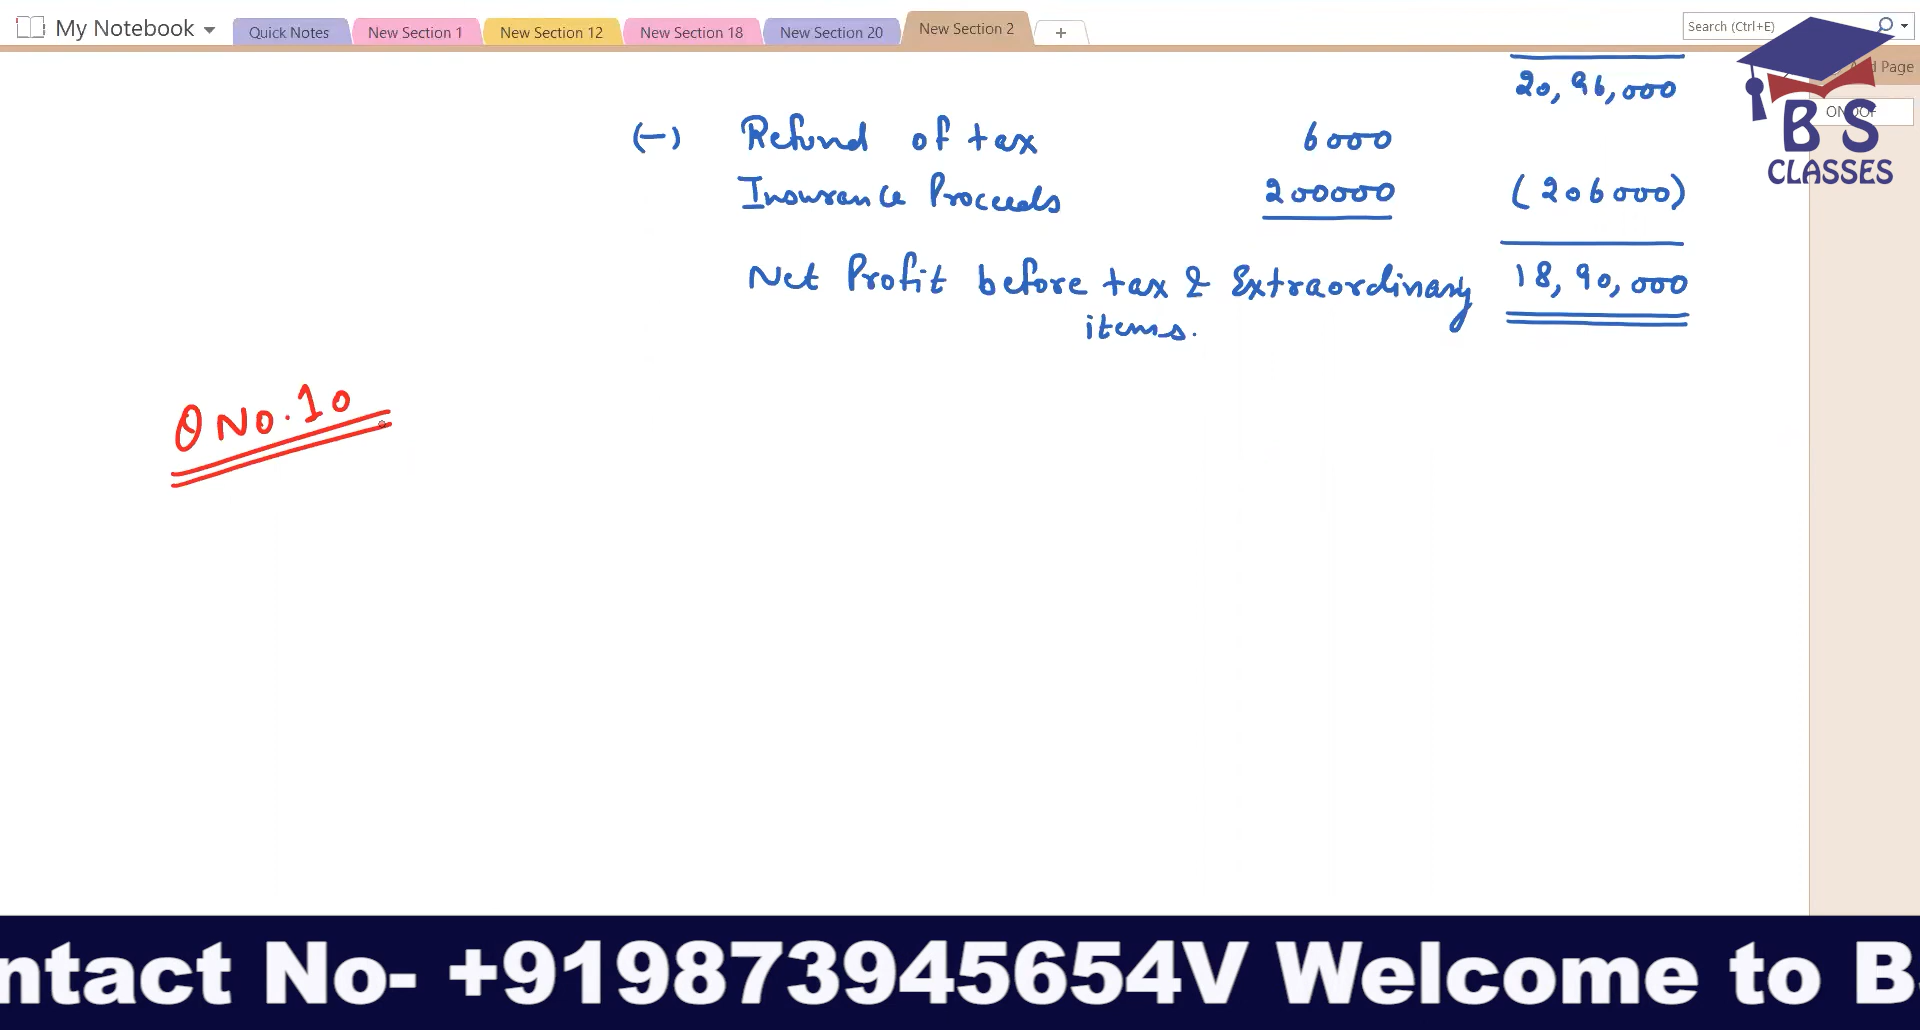 My Notebook
Quick Notes
New Section 1
New Section 12
New Section 18
New Section 20
New Section 2
+
Search (Ctrl+E)
d Page
BS
CLASSES
20,96,000
(-) Refund of tax 6000
Insurance Proceeds 200000 (206000)
Net Profit before tax & Extraordinary 18,90,000
items.
Q No. 10
ntact No- +919873945654V Welcome to B